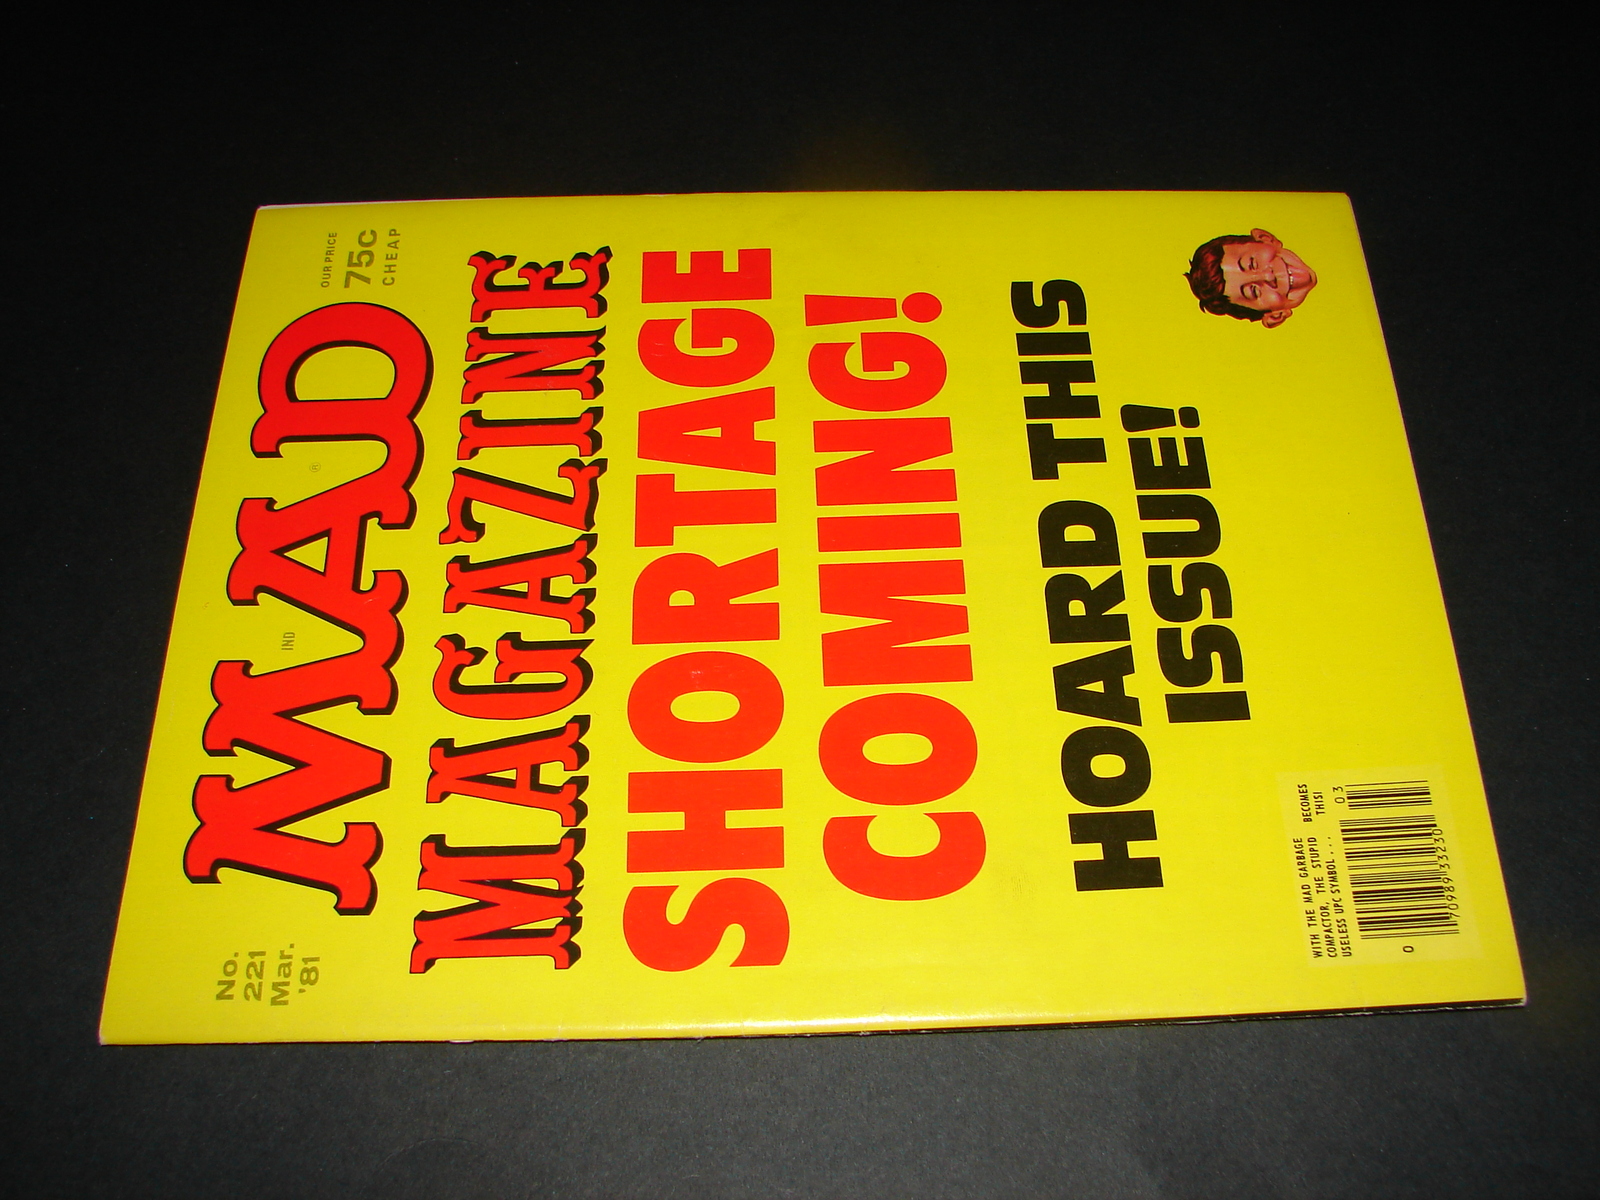 No.
221
Mar.
'81
MAD
IND
®
OUR PRICE
75c
CHEAP
MAGAZINE
SHORTAGE
COMING!
HOARD THIS
ISSUE!
WITH THE MAD GARBAGE BECOMES
COMPACTOR, THE STUPID THIS!
USELESS UPC SYMBOL...
03
0
70989 33230